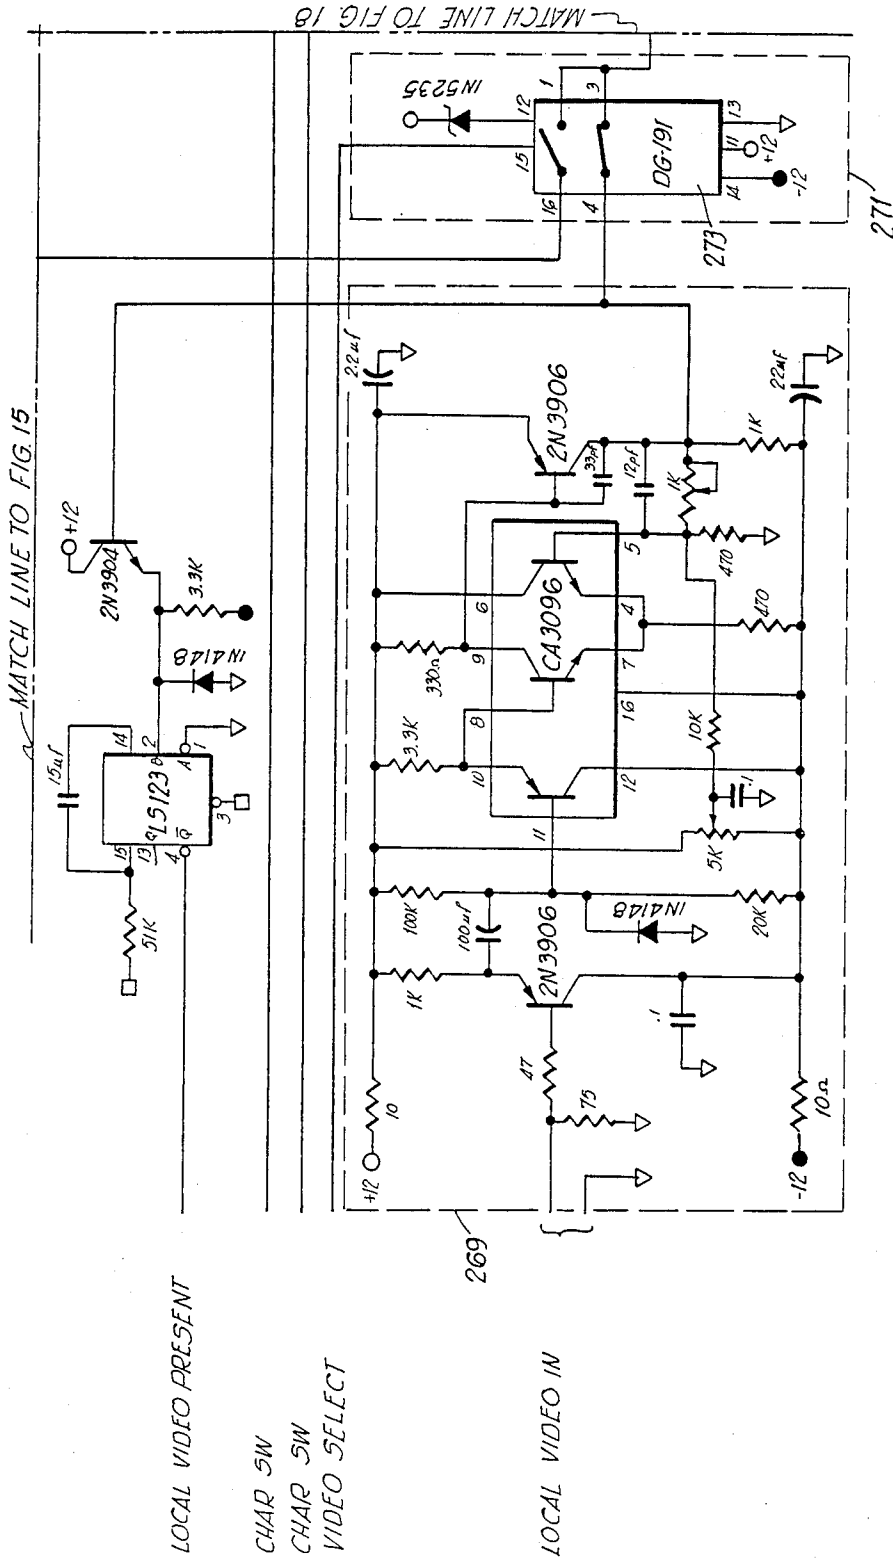 MATCH LINE TO FIG. 15
MATCH LINE TO FIG. 18
LOCAL VIDEO PRESENT
CHAR SW
CHAR SW
VIDEO SELECT
LOCAL VIDEO IN
51K
15µf
15
14
13
Q
LS123
B
2
4
Q̅
A
1
3
1N4148
2N3904
+12
3.3K
1N5235
12
15
16
1
3
4
DG-191
14
11
13
-12
+12
273
271
269
+12
10
1K
100K
3.3K
330Ω
2.2µf
100µf
2N3906
47
75
.1
1N4148
20K
11
10
8
9
6
CA3096
12
16
7
4
5
5K
.1
10K
470
470
2N3906
33pf
12pf
1K
1K
22µf
-12
10Ω